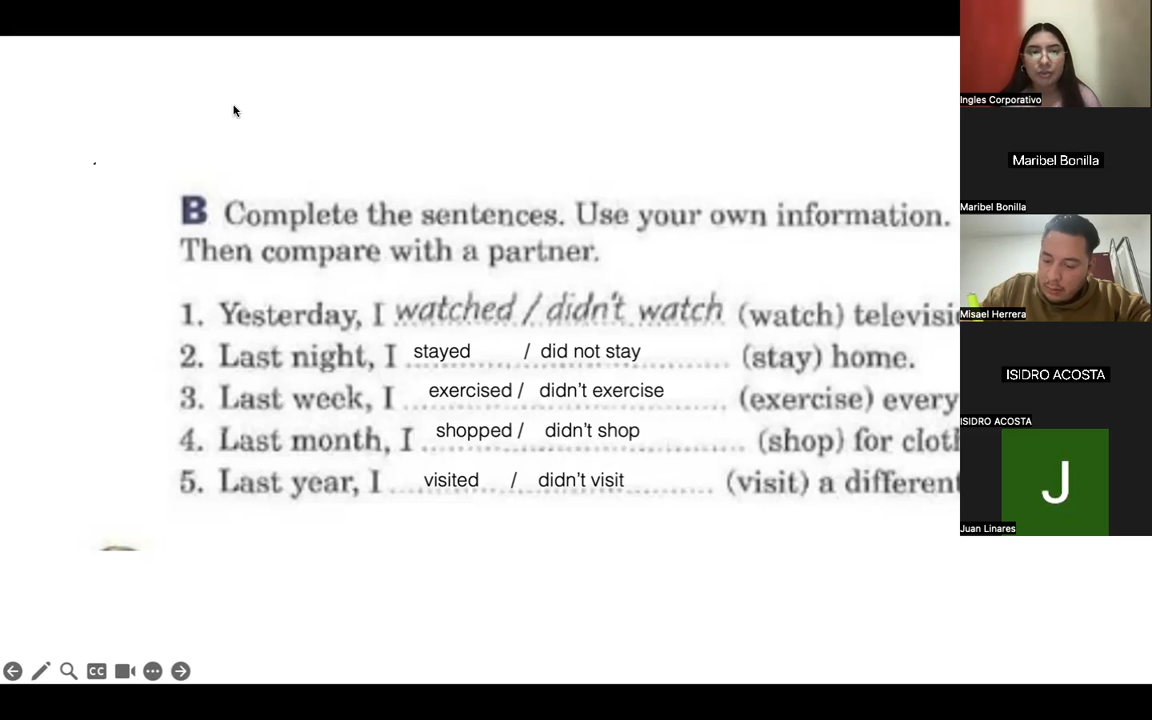 B Complete the sentences. Use your own information.
Then compare with a partner.
1. Yesterday, I watched / didn't watch (watch) televisi
2. Last night, I stayed / did not stay (stay) home.
3. Last week, I exercised / didn't exercise (exercise) every
4. Last month, I shopped / didn't shop (shop) for clot
5. Last year, I visited / didn't visit (visit) a different
CC
Ingles Corporativo
Maribel Bonilla
Maribel Bonilla
Misael Herrera
ISIDRO ACOSTA
ISIDRO ACOSTA
J
Juan Linares